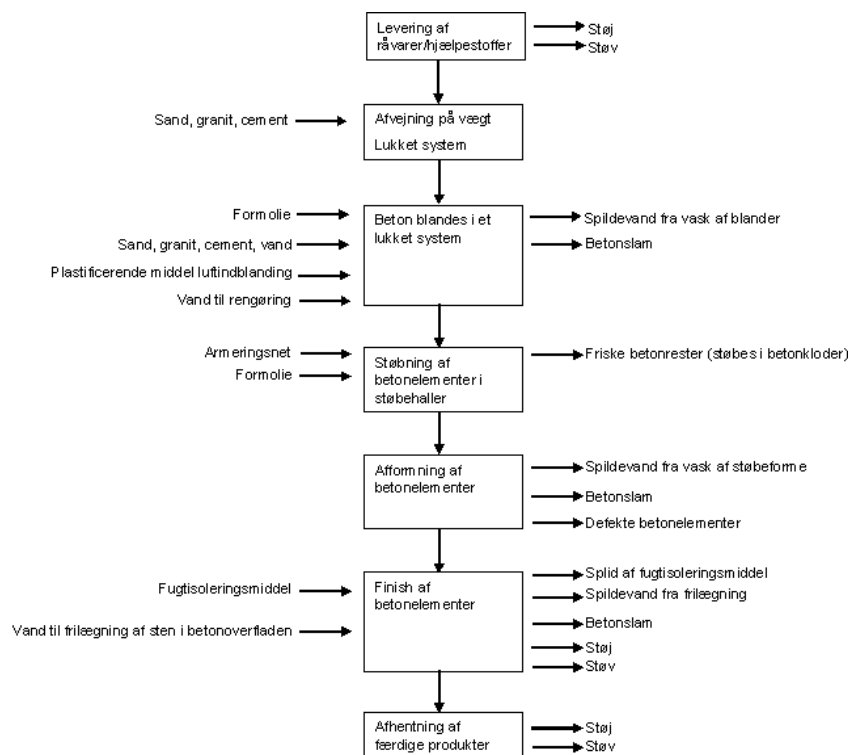 Levering af
råvarer/hjælpestoffer
Støj
Støv
Sand, granit, cement
Afvejning på vægt
Lukket system
Formolie
Sand, granit, cement, vand
Plastificerende middel luftindblanding
Vand til rengøring
Beton blandes i et
lukket system
Spildevand fra vask af blander
Betonslam
Armeringsnet
Formolie
Støbning af
betonelementer i
støbehaller
Friske betonrester (støbes i betonkloder)
Afformning af
betonelementer
Spildevand fra vask af støbeforme
Betonslam
Defekte betonelementer
Fugtisoleringsmiddel
Vand til frilægning af sten i betonoverfladen
Finish af
betonelementer
Splid af fugtisoleringsmiddel
Spildevand fra frilægning
Betonslam
Støj
Støv
Afhentning af
færdige produkter
Støj
Støv